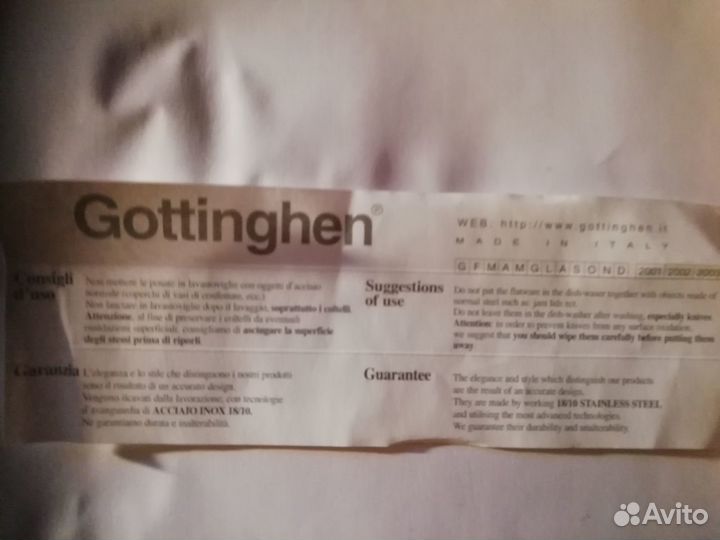 Gottinghen®
WEB: http://www.gottinghen.it
MADE IN ITALY
G F M A M G L A S O N D 2001 2002 2003
Consigli
d'uso
Non mettere le posate in lavastoviglie con oggetti d'acciaio
normale (coperchi di vasi di confetture, ecc.)
Non lasciare in lavastoviglie dopo il lavaggio, soprattutto i coltelli.
Attenzione, al fine di preservare i coltelli da eventuali
ossidazioni superficiali, consigliamo di asciugare la superficie
degli stessi prima di riporli.
Suggestions
of use
Do not put the flatware in the dish-washer together with objects made of
normal steel such as: jam lids ect.
Do not leave them in the dish-washer after washing, especially knives.
Attention: in order to prevent knives from any surface oxidation,
we suggest that you should wipe them carefully before putting them
away.
Garanzia
L'eleganza e lo stile che distinguono i nostri prodotti
sono il risultato di un accurato design.
Vengono ricavati dalla lavorazione, con tecnologie
d'avanguardia di ACCIAIO INOX 18/10.
Ne garantiamo durata e inalterabilità.
Guarantee
The elegance and style which distinguish our products
are the result of an accurate design.
They are made by working 18/10 STAINLESS STEEL
and utilising the most advanced technologies.
We guarantee their durability and unalterability.
Avito